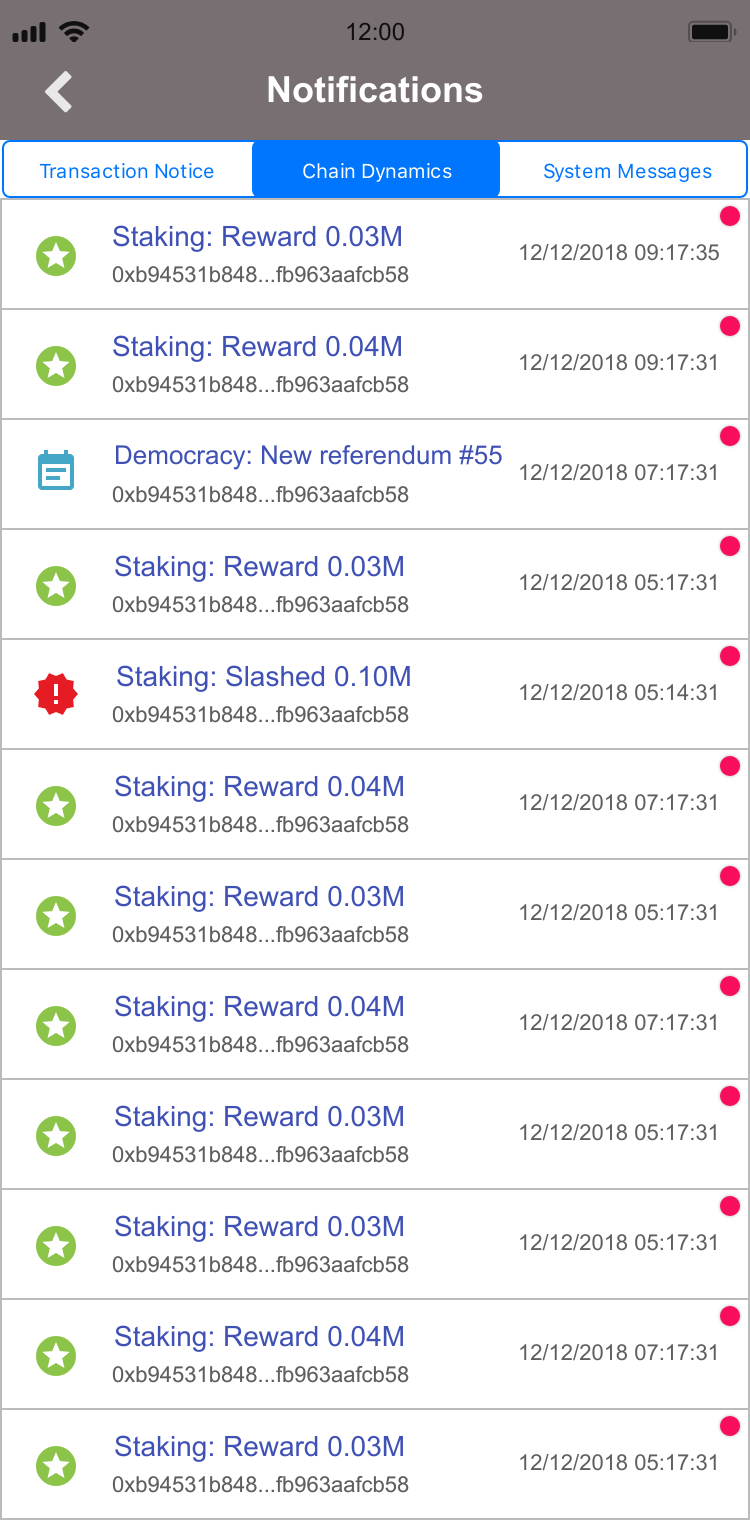 12:00
Notifications
Transaction Notice
Chain Dynamics
System Messages
Staking: Reward 0.03M
0xb94531b848...fb963aafcb58
12/12/2018 09:17:35
Staking: Reward 0.04M
0xb94531b848...fb963aafcb58
12/12/2018 09:17:31
Democracy: New referendum #55
0xb94531b848...fb963aafcb58
12/12/2018 07:17:31
Staking: Reward 0.03M
0xb94531b848...fb963aafcb58
12/12/2018 05:17:31
Staking: Slashed 0.10M
0xb94531b848...fb963aafcb58
12/12/2018 05:14:31
Staking: Reward 0.04M
0xb94531b848...fb963aafcb58
12/12/2018 07:17:31
Staking: Reward 0.03M
0xb94531b848...fb963aafcb58
12/12/2018 05:17:31
Staking: Reward 0.04M
0xb94531b848...fb963aafcb58
12/12/2018 07:17:31
Staking: Reward 0.03M
0xb94531b848...fb963aafcb58
12/12/2018 05:17:31
Staking: Reward 0.03M
0xb94531b848...fb963aafcb58
12/12/2018 05:17:31
Staking: Reward 0.04M
0xb94531b848...fb963aafcb58
12/12/2018 07:17:31
Staking: Reward 0.03M
0xb94531b848...fb963aafcb58
12/12/2018 05:17:31